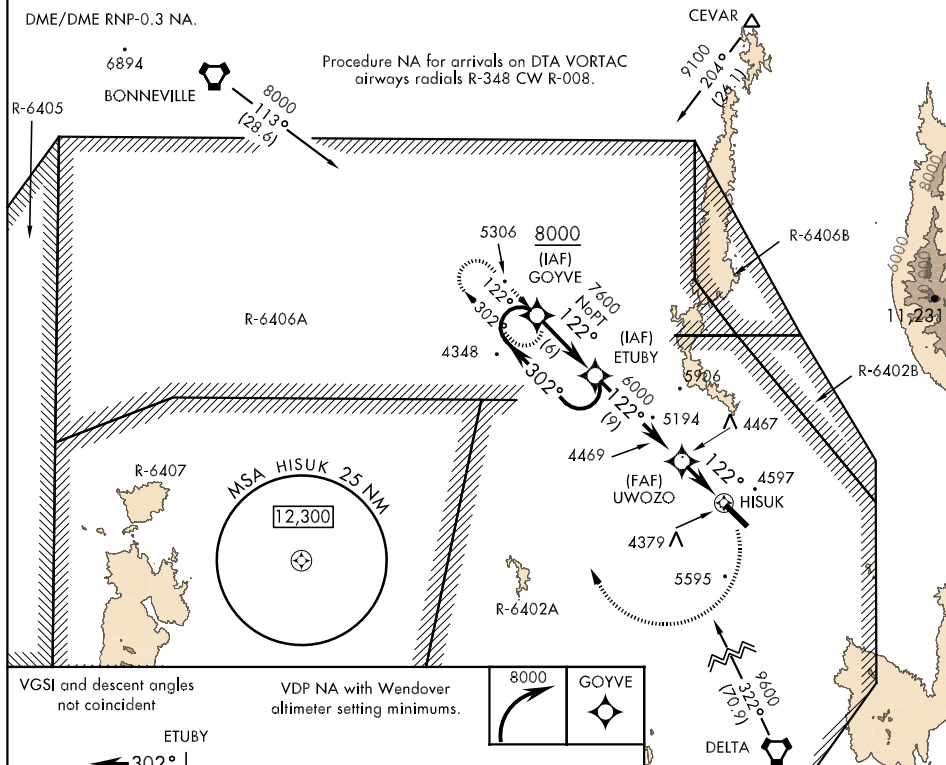 DME/DME RNP-0.3 NA.
CEVAR
6894
BONNEVILLE
Procedure NA for arrivals on DTA VORTAC
airways radials R-348 CW R-008.
9100
204°
R-6405
8000
113°
(28.6)
8000
6000
R-6406B
11,231
5306
8000
(IAF)
GOYVE
122°
302°
7600
NoPT
122°
(6)
R-6406A
4348
(IAF)
ETUBY
302°
5906
R-6402B
6000
122°
(9)
5194
4467
4469
(FAF)
UWOZO
122°
4597
HISUK
R-6407
MSA HISUK 25 NM
12,300
4379
5595
R-6402A
9600
322°
(70.9)
DELTA
VGSI and descent angles
not coincident
VDP NA with Wendover
altimeter setting minimums.
8000
GOYVE
ETUBY
302°